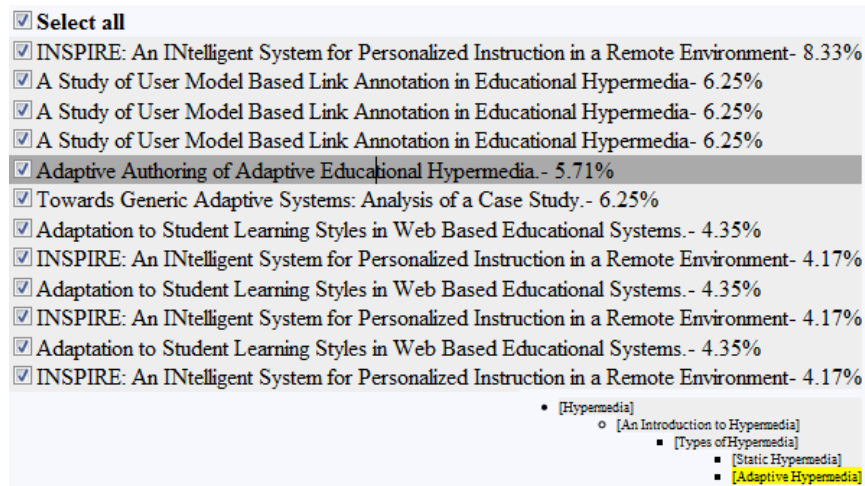 Select all
INSPIRE: An INtelligent System for Personalized Instruction in a Remote Environment- 8.33%
A Study of User Model Based Link Annotation in Educational Hypermedia- 6.25%
A Study of User Model Based Link Annotation in Educational Hypermedia- 6.25%
A Study of User Model Based Link Annotation in Educational Hypermedia- 6.25%
Adaptive Authoring of Adaptive Educational Hypermedia.- 5.71%
Towards Generic Adaptive Systems: Analysis of a Case Study.- 6.25%
Adaptation to Student Learning Styles in Web Based Educational Systems.- 4.35%
INSPIRE: An INtelligent System for Personalized Instruction in a Remote Environment- 4.17%
Adaptation to Student Learning Styles in Web Based Educational Systems.- 4.35%
INSPIRE: An INtelligent System for Personalized Instruction in a Remote Environment- 4.17%
Adaptation to Student Learning Styles in Web Based Educational Systems.- 4.35%
INSPIRE: An INtelligent System for Personalized Instruction in a Remote Environment- 4.17%
[Hypermedia]
[An Introduction to Hypermedia]
[Types of Hypermedia]
[Static Hypermedia]
[Adaptive Hypermedia]